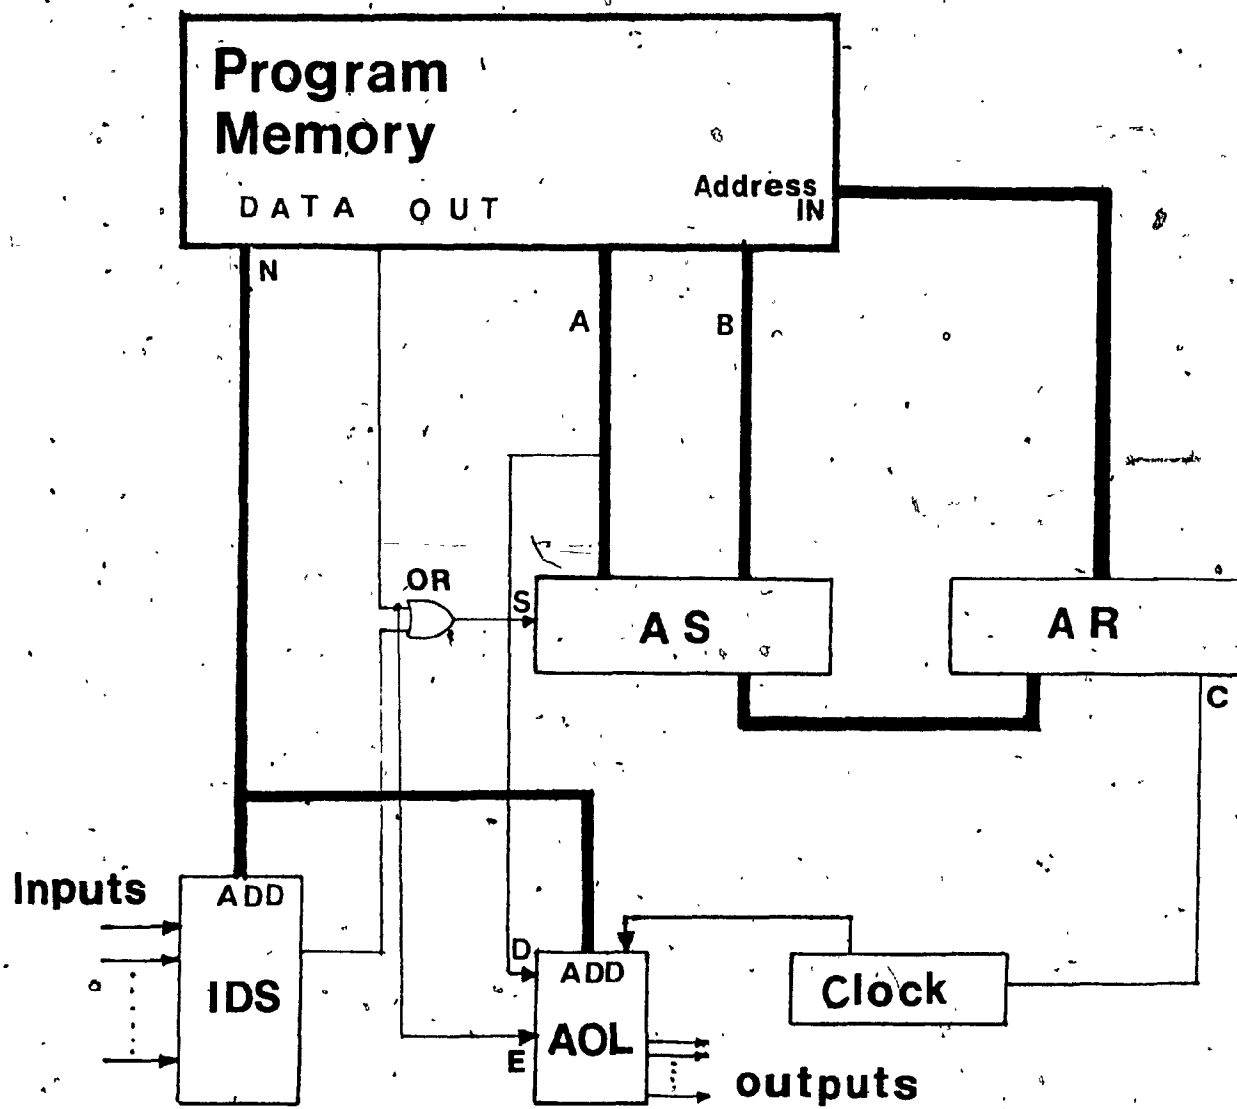 Program
Memory
Address
IN
DATA OUT
N
A
B
OR
S
AS
AR
C
Inputs
ADD
IDS
D
ADD
AOL
E
Clock
outputs